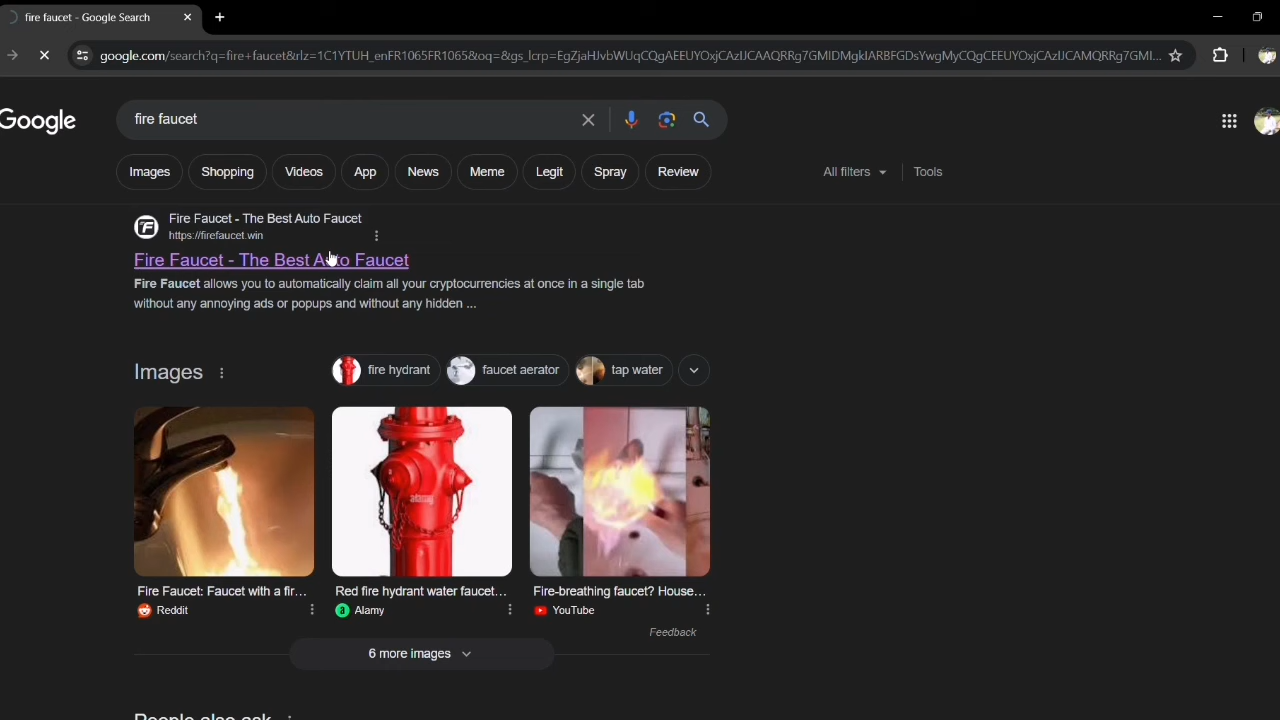 fire faucet - Google Search
google.com/search?q=fire+faucet&rlz=1C1YTUH_enFR1065FR1065&oq=&gs_lcrp=
Google
fire faucet
Images Shopping Videos App News Meme Legit Spray Review All filters Tools
Fire Faucet - The Best Auto Faucet
https://firefaucet.win
Fire Faucet - The Best Auto Faucet
Fire Faucet allows you to automatically claim all your cryptocurrencies at once in a single tab
without any annoying ads or popups and without any hidden ...
Images fire hydrant faucet aerator tap water
Fire Faucet: Faucet with a fir... Red fire hydrant water faucet... Fire-breathing faucet? House...
Reddit Alamy YouTube
Feedback
6 more images
People also ask